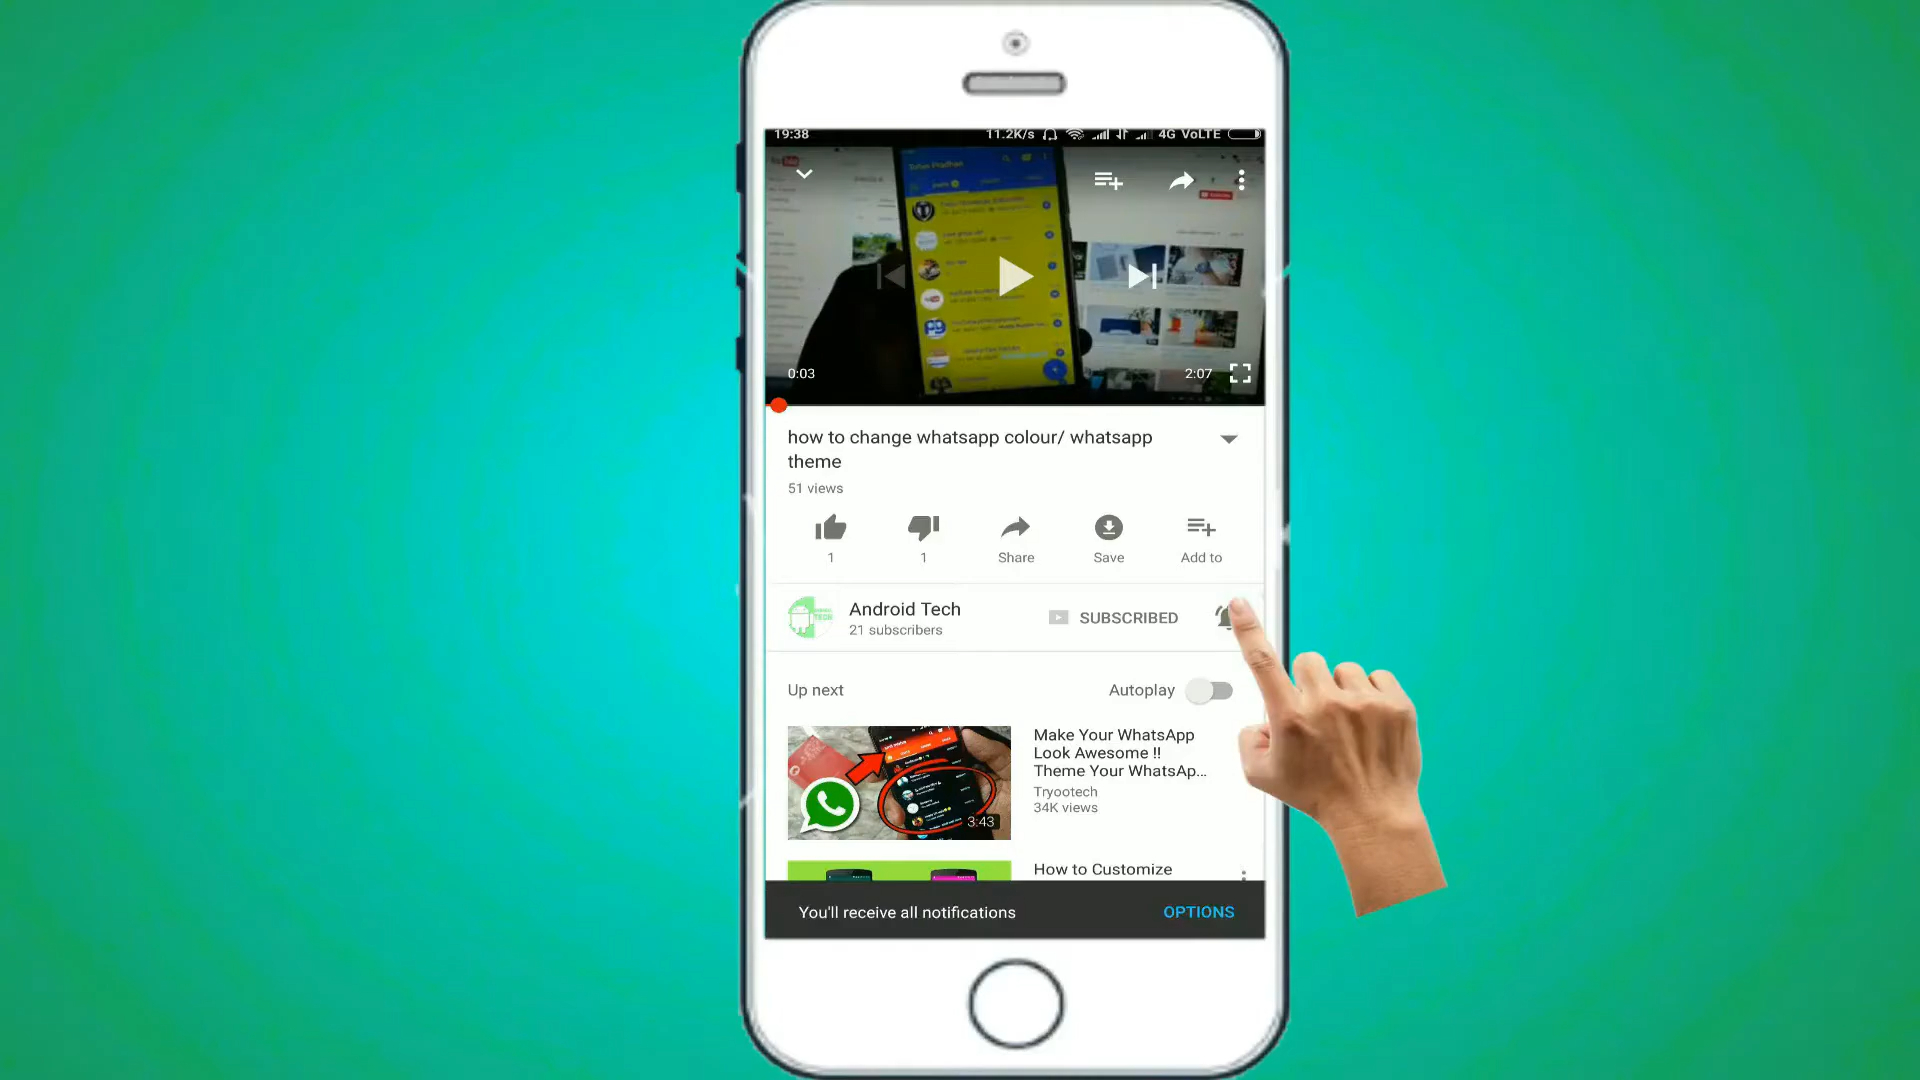 19:38 11.2K/s 4G VoLTE
0:03 2:07
how to change whatsapp colour/ whatsapp
theme
51 views
1 1 Share Save Add to
Android Tech
21 subscribers
SUBSCRIBED
Up next Autoplay
Make Your WhatsApp
Look Awesome !!
Theme Your WhatsAp...
Tryootech
34K views
3:43
How to Customize
You'll receive all notifications OPTIONS